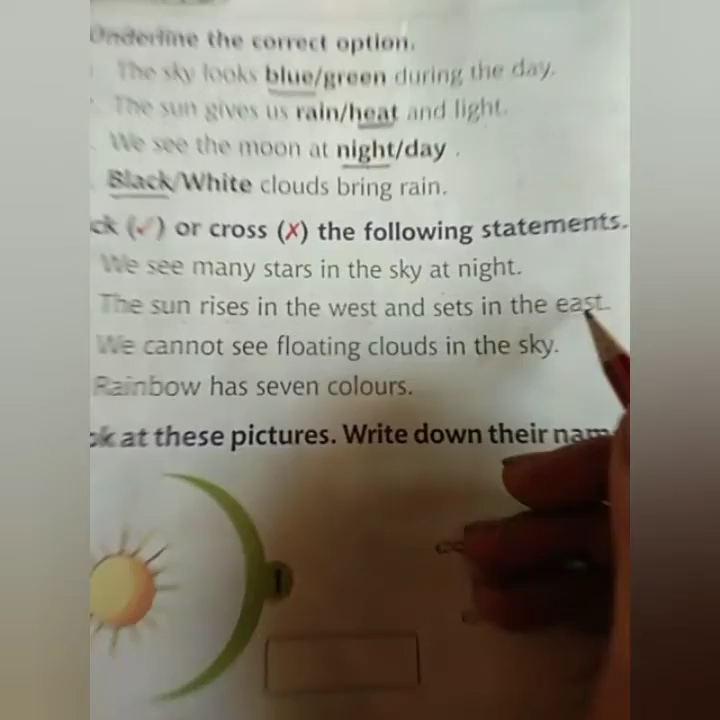 Underline the correct option.
The sky looks blue/green during the day.
The sun gives us rain/heat and light.
We see the moon at night/day .
Black/White clouds bring rain.
ck (✓) or cross (✗) the following statements.
We see many stars in the sky at night.
The sun rises in the west and sets in the east.
We cannot see floating clouds in the sky.
Rainbow has seven colours.
ok at these pictures. Write down their nam
1